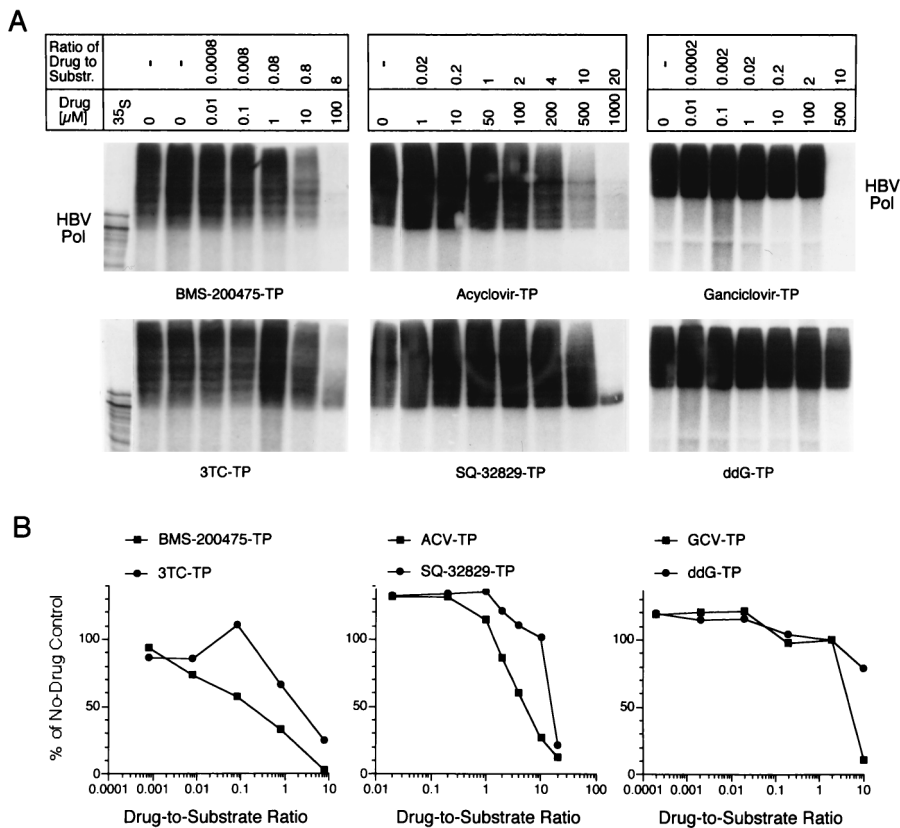 A
Ratio of
Drug to
Substr. - - 0.0008 0.008 0.08 0.8 8
Drug
[µM] 35S 0 0 0.01 0.1 1 10 100
- 0.02 0.2 1 2 4 10 20
0 1 10 50 100 200 500 1000
- 0.0002 0.002 0.02 0.2 2 10
0 0.01 0.1 1 10 100 500
HBV
Pol
HBV
Pol
BMS-200475-TP
Acyclovir-TP
Ganciclovir-TP
3TC-TP
SQ-32829-TP
ddG-TP
B
BMS-200475-TP
3TC-TP
ACV-TP
SQ-32829-TP
GCV-TP
ddG-TP
% of No-Drug Control
100
50
0
0.0001 0.001 0.01 0.1 1 10
Drug-to-Substrate Ratio
100
50
0
0.01 0.1 1 10 100
Drug-to-Substrate Ratio
100
50
0
0.0001 0.001 0.01 0.1 1 10
Drug-to-Substrate Ratio